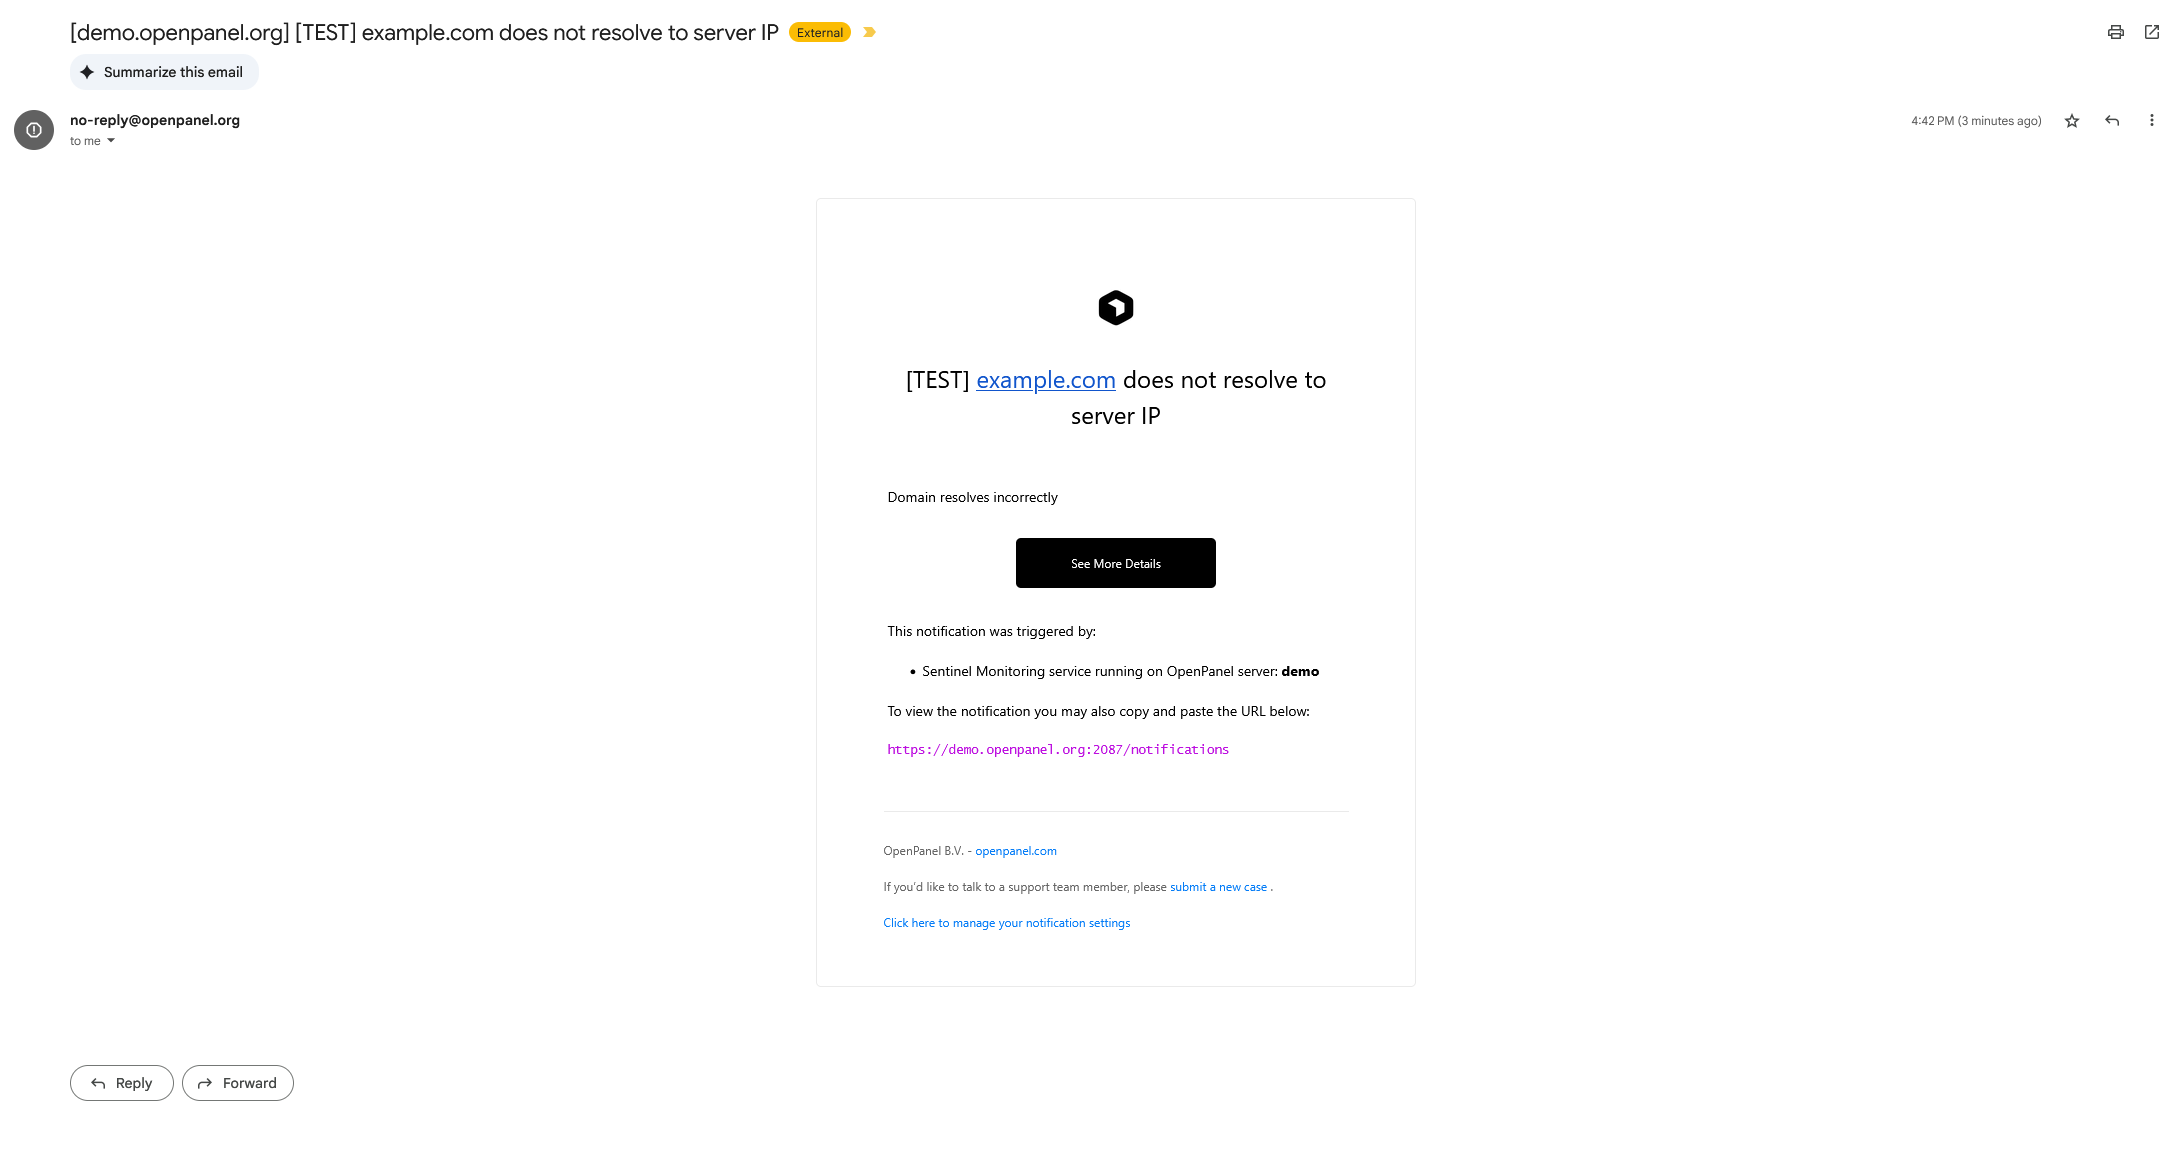 [demo.openpanel.org] [TEST] example.com does not resolve to server IP External
Summarize this email
no-reply@openpanel.org
4:42 PM (3 minutes ago)
to me
[TEST] example.com does not resolve to
server IP
Domain resolves incorrectly
See More Details
This notification was triggered by:
• Sentinel Monitoring service running on OpenPanel server: demo
To view the notification you may also copy and paste the URL below:
https://demo.openpanel.org:2087/notifications
OpenPanel B.V. - openpanel.com
If you'd like to talk to a support team member, please submit a new case .
Click here to manage your notification settings
Reply
Forward